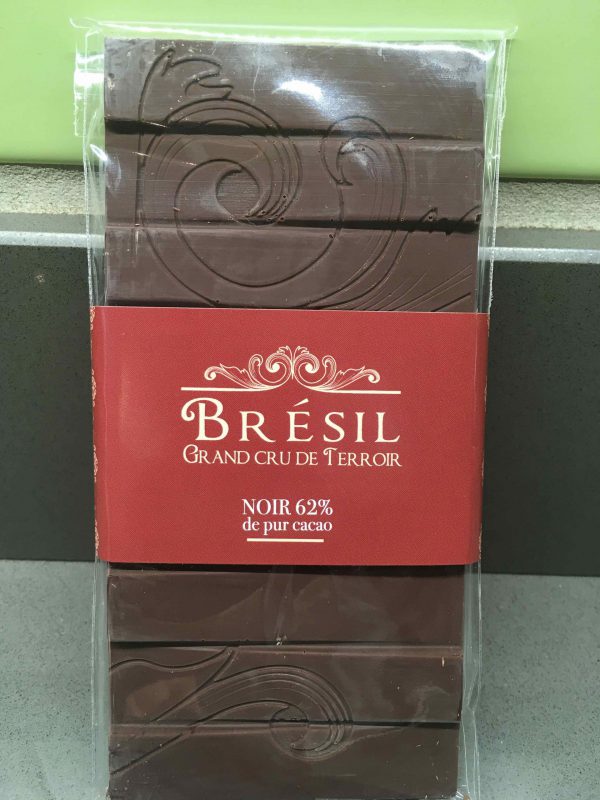 BRÉSIL
GRAND CRU DE TERROIR
NOIR 62%
de pur cacao